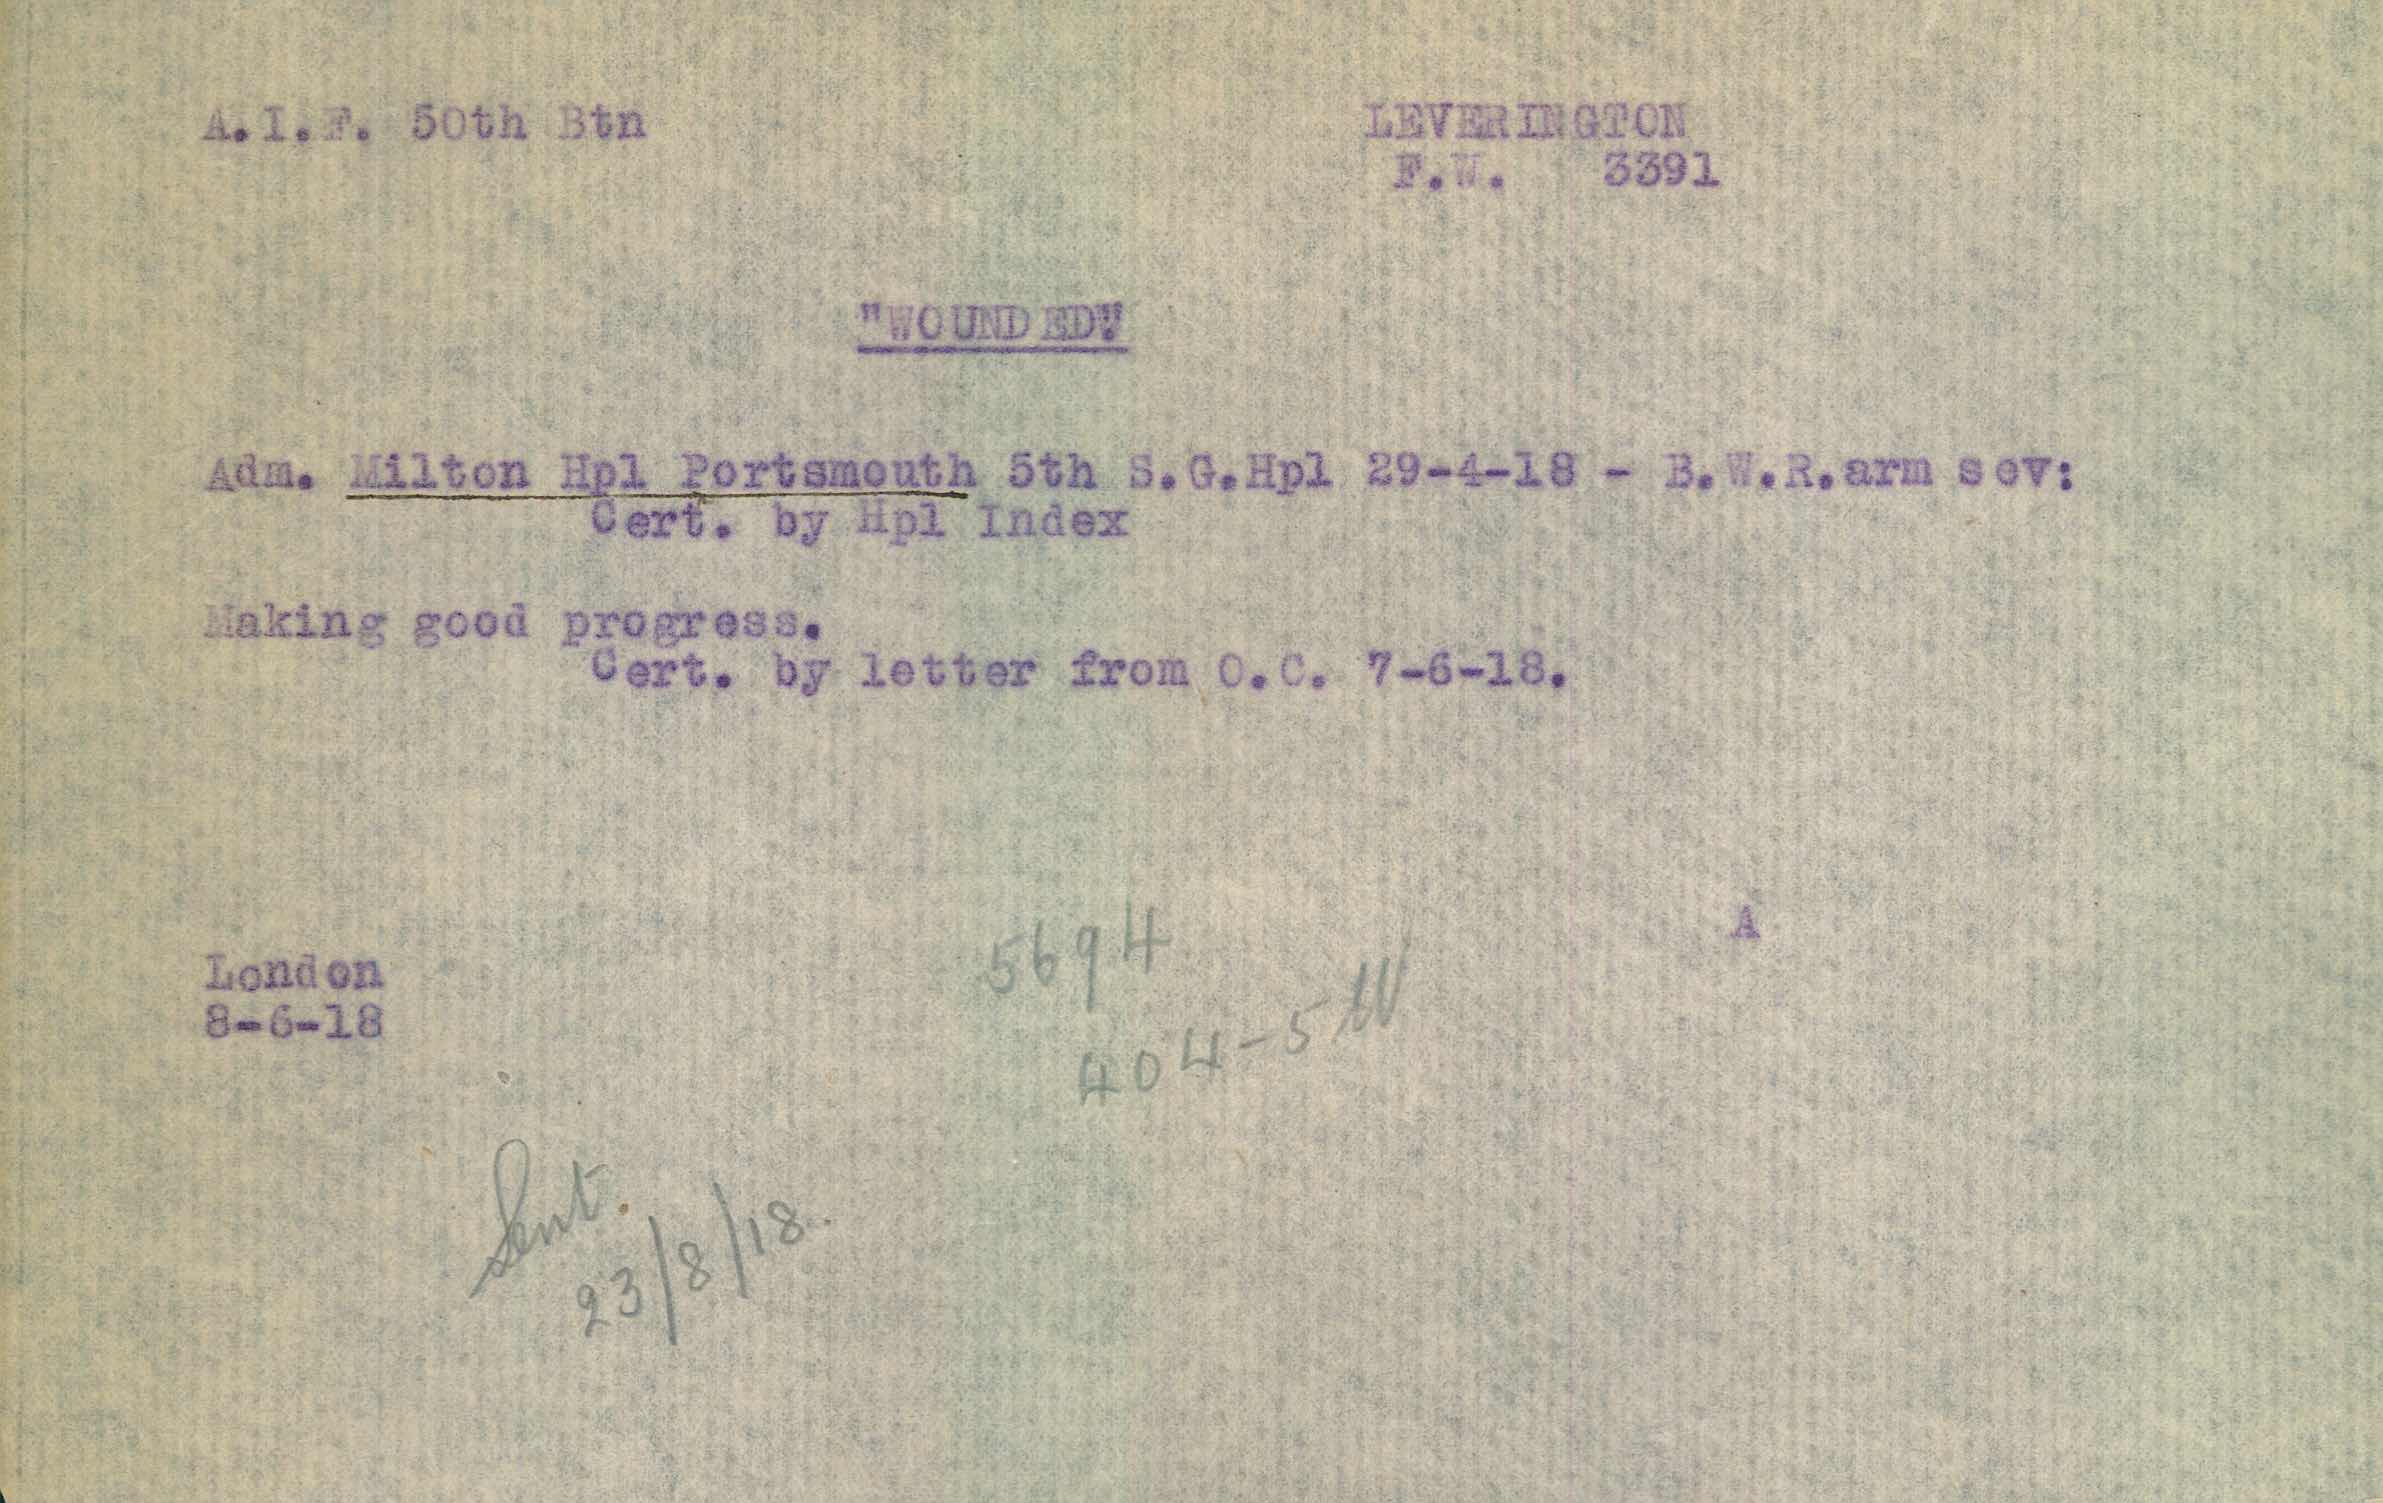 A.I.F. 50th Btn
LEVERINGTON
F.W. 3391
"WOUNDED"
Adm. Milton Hpl Portsmouth 5th S.G.Hpl 29-4-18 - B.W.R.arm sev:
Cert. by Hpl Index
Making good progress.
Cert. by letter from O.C. 7-6-18.
A
London
8-6-18
5694
404-5 W
Sent.
23/8/18.